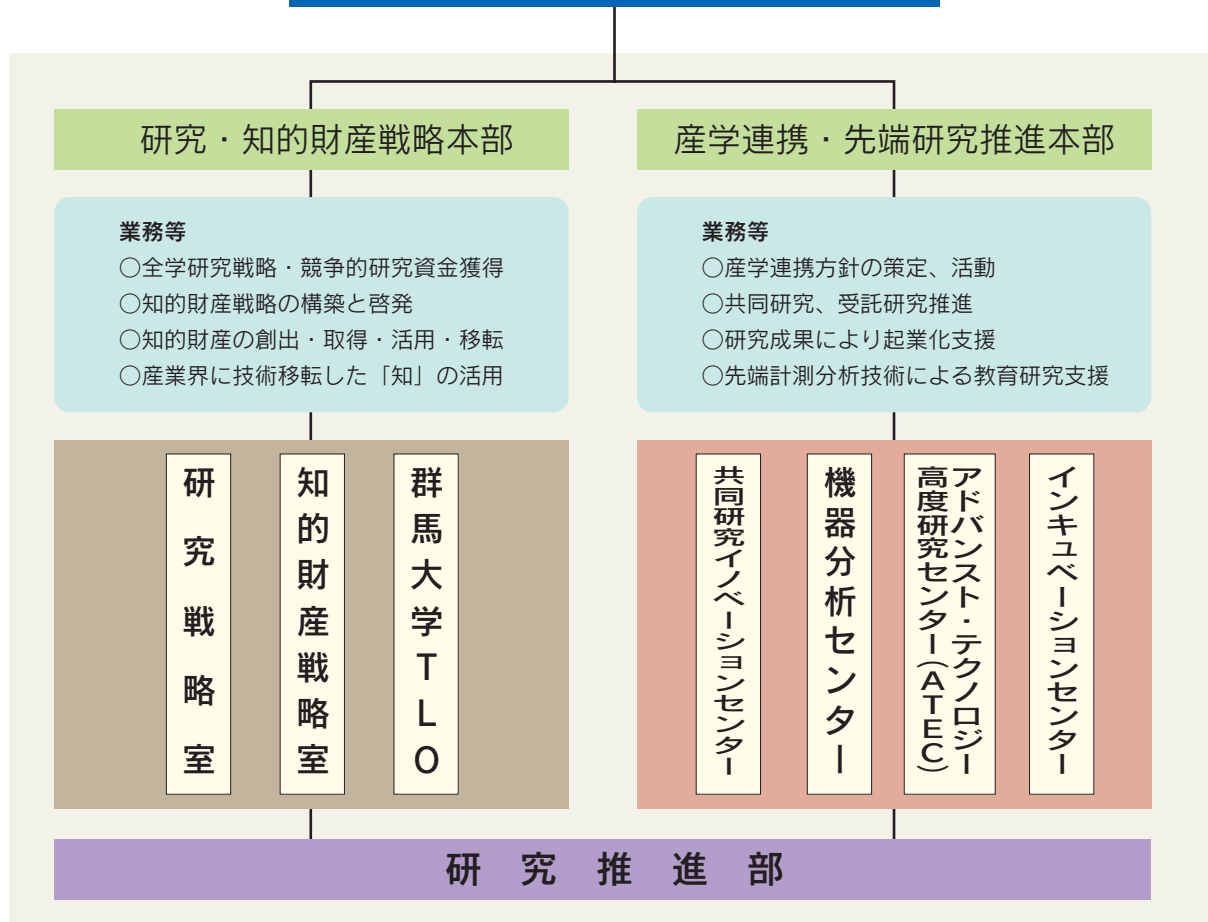 研究・知的財産戦略本部
業務等
○全学研究戦略・競争的研究資金獲得
○知的財産戦略の構築と啓発
○知的財産の創出・取得・活用・移転
○産業界に技術移転した「知」の活用
研究戦略室
知的財産戦略室
群馬大学TLO
産学連携・先端研究推進本部
業務等
○産学連携方針の策定、活動
○共同研究、受託研究推進
○研究成果により起業化支援
○先端計測分析技術による教育研究支援
共同研究イノベーションセンター
機器分析センター
アドバンスト・テクノロジー
高度研究センター(ATEC)
インキュベーションセンター
研究推進部